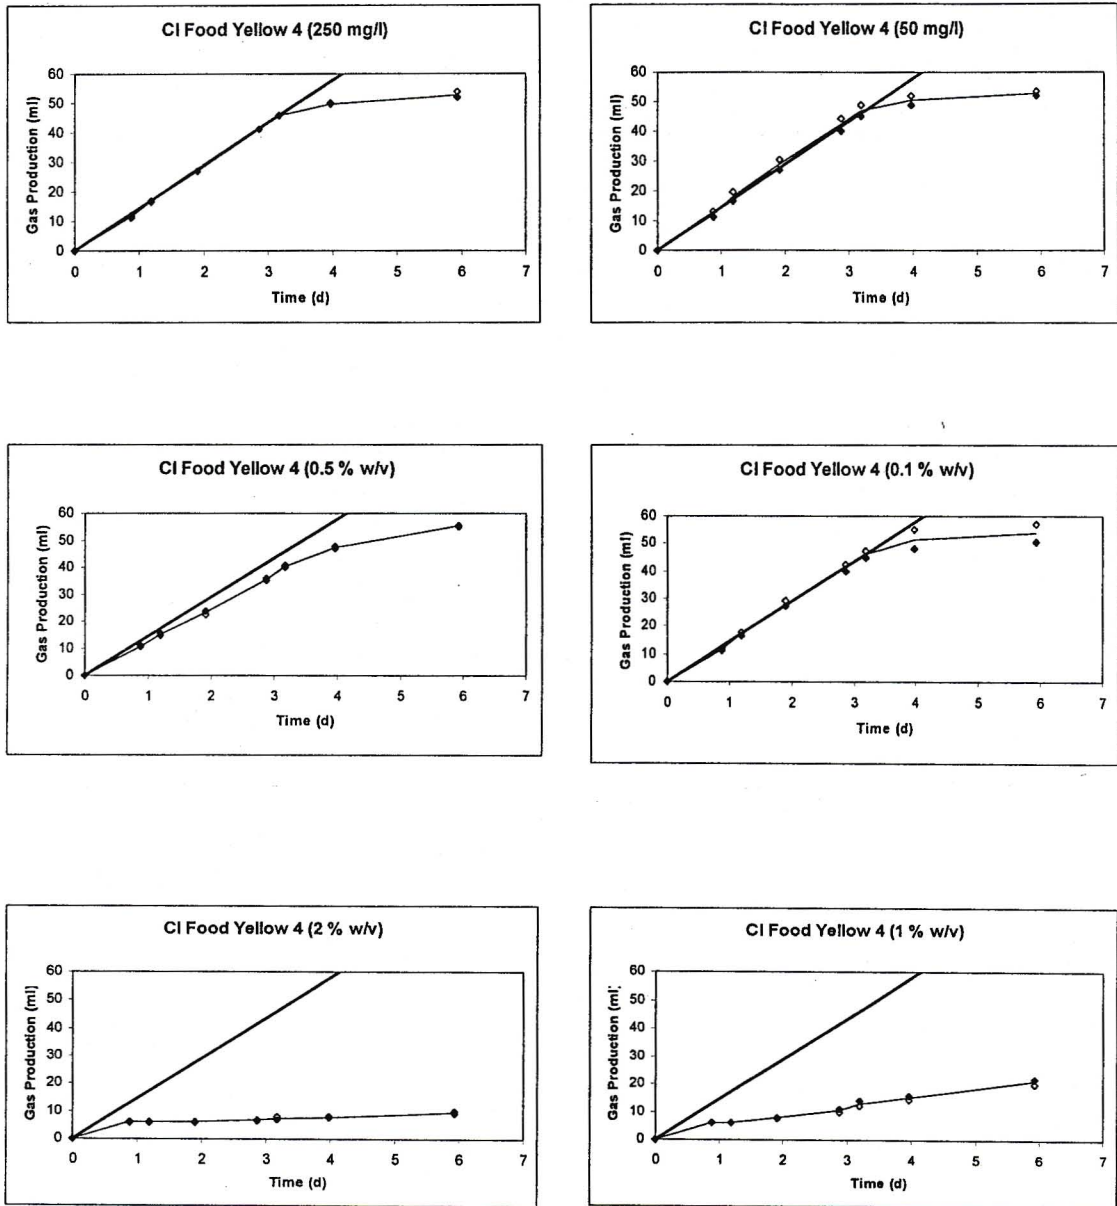 CI Food Yellow 4 (250 mg/l)
Gas Production (ml)
60
50
40
30
20
10
0
0 1 2 3 4 5 6 7
Time (d)
CI Food Yellow 4 (50 mg/l)
Gas Production (ml)
60
50
40
30
20
10
0
0 1 2 3 4 5 6 7
Time (d)
CI Food Yellow 4 (0.5 % w/v)
Gas Production (ml)
60
50
40
30
20
10
0
0 1 2 3 4 5 6 7
Time (d)
CI Food Yellow 4 (0.1 % w/v)
Gas Production (ml)
60
50
40
30
20
10
0
0 1 2 3 4 5 6 7
Time (d)
CI Food Yellow 4 (2 % w/v)
Gas Production (ml)
60
50
40
30
20
10
0
0 1 2 3 4 5 6 7
Time (d)
CI Food Yellow 4 (1 % w/v)
Gas Production (ml)
60
50
40
30
20
10
0
0 1 2 3 4 5 6 7
Time (d)